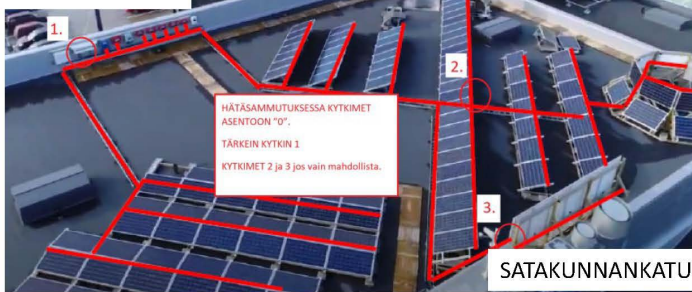 1.
2.
HÄTÄSAMMUTUKSESSA KYTKIMET
ASENTOON "0".
TÄRKEIN KYTKIN 1
KYTKIMET 2 ja 3 jos vain mahdollista.
3.
SATAKUNNANKATU